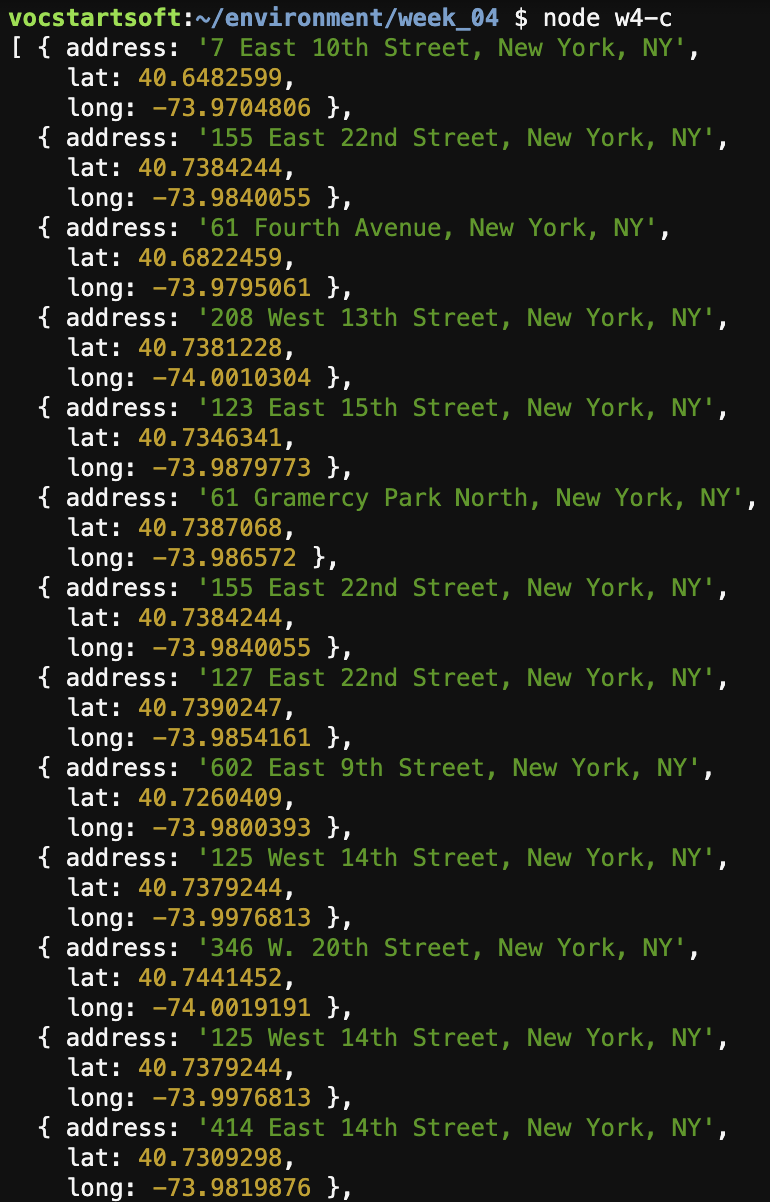 vocstartsoft:~/environment/week_04 $ node w4-c
[ { address: '7 East 10th Street, New York, NY',
lat: 40.6482599,
long: -73.9704806 },
{ address: '155 East 22nd Street, New York, NY',
lat: 40.7384244,
long: -73.9840055 },
{ address: '61 Fourth Avenue, New York, NY',
lat: 40.6822459,
long: -73.9795061 },
{ address: '208 West 13th Street, New York, NY',
lat: 40.7381228,
long: -74.0010304 },
{ address: '123 East 15th Street, New York, NY',
lat: 40.7346341,
long: -73.9879773 },
{ address: '61 Gramercy Park North, New York, NY',
lat: 40.7387068,
long: -73.986572 },
{ address: '155 East 22nd Street, New York, NY',
lat: 40.7384244,
long: -73.9840055 },
{ address: '127 East 22nd Street, New York, NY',
lat: 40.7390247,
long: -73.9854161 },
{ address: '602 East 9th Street, New York, NY',
lat: 40.7260409,
long: -73.9800393 },
{ address: '125 West 14th Street, New York, NY',
lat: 40.7379244,
long: -73.9976813 },
{ address: '346 W. 20th Street, New York, NY',
lat: 40.7441452,
long: -74.0019191 },
{ address: '125 West 14th Street, New York, NY',
lat: 40.7379244,
long: -73.9976813 },
{ address: '414 East 14th Street, New York, NY',
lat: 40.7309298,
long: -73.9819876 },